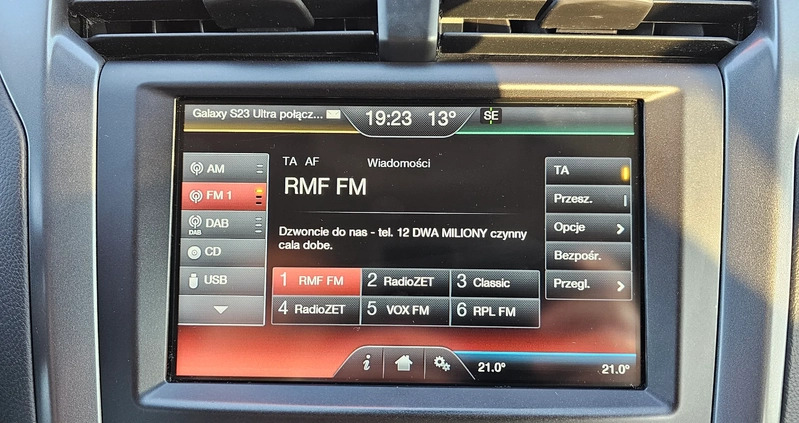 Galaxy S23 Ultra połącz... 19:23 13° SE
AM
FM 1
DAB
DAB
CD
USB
TA AF Wiadomości
RMF FM
Dzwoncie do nas - tel. 12 DWA MILIONY czynny
cala dobe.
1 RMF FM 2 RadioZET 3 Classic
4 RadioZET 5 VOX FM 6 RPL FM
TA
Przesz.
Opcje
Bezpośr.
Przegl.
i
21.0° 21.0°